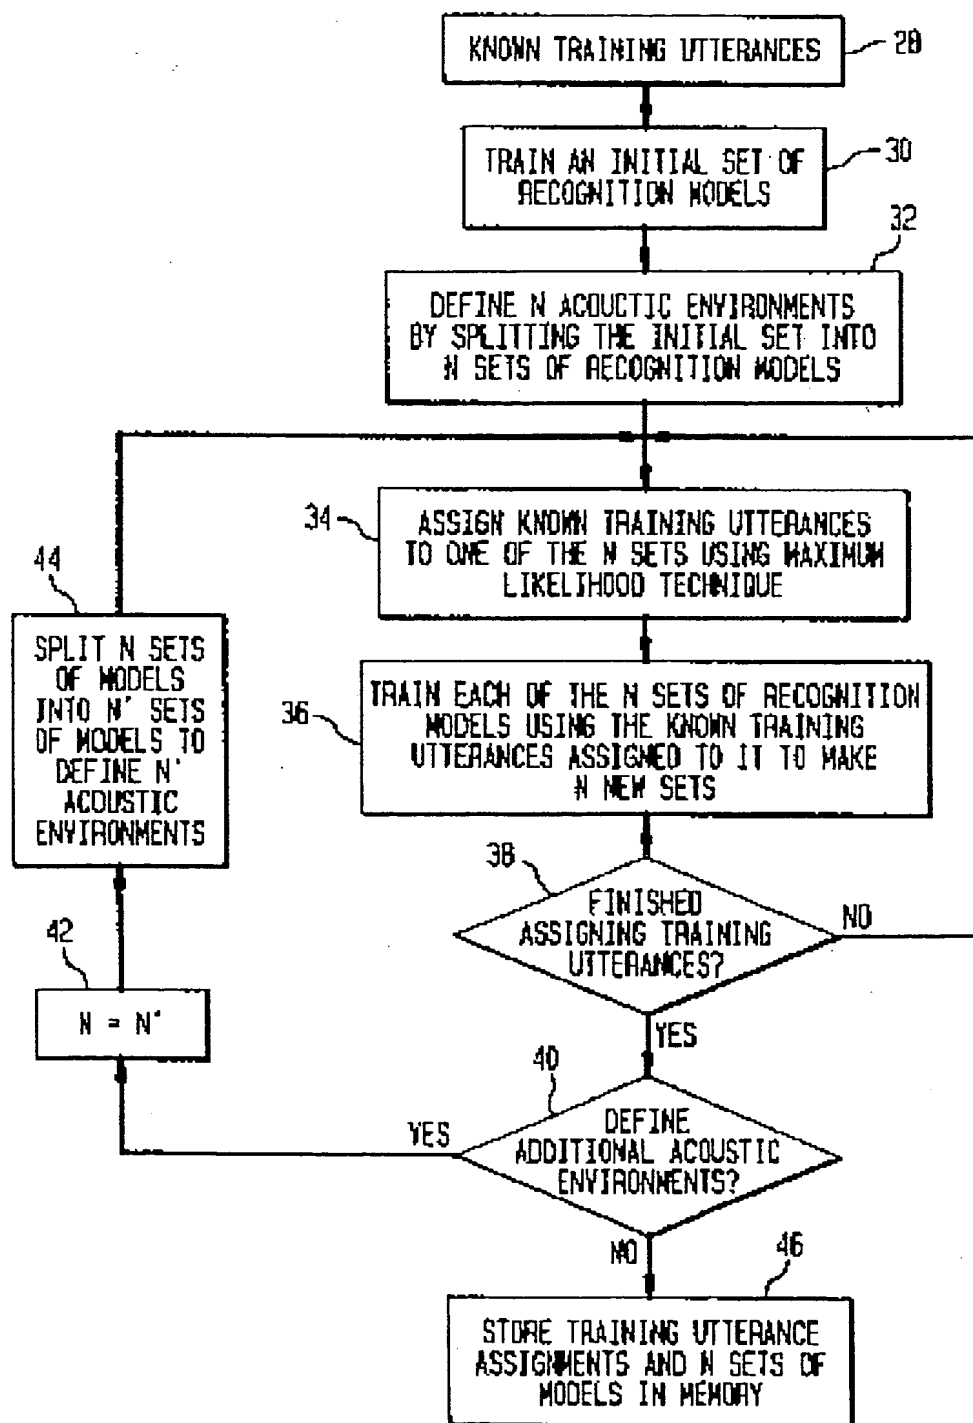 KNOWN TRAINING UTTERANCES
28
TRAIN AN INITIAL SET OF
RECOGNITION MODELS
30
32
DEFINE N ACOUCTIC ENVIRONMENTS
BY SPLITTING THE INITIAL SET INTO
N SETS OF RECOGNITION MODELS
34
ASSIGN KNOWN TRAINING UTTERANCES
TO ONE OF THE N SETS USING MAXIMUM
LIKELIHOOD TECHNIQUE
44
SPLIT N SETS
OF MODELS
INTO N' SETS
OF MODELS TO
DEFINE N'
ACOUSTIC
ENVIRONMENTS
36
TRAIN EACH OF THE N SETS OF RECOGNITION
MODELS USING THE KNOWN TRAINING
UTTERANCES ASSIGNED TO IT TO MAKE
N NEW SETS
38
FINISHED
ASSIGNING TRAINING
UTTERANCES?
NO
YES
42
N = N'
40
DEFINE
ADDITIONAL ACOUSTIC
ENVIRONMENTS?
YES
NO
46
STORE TRAINING UTTERANCE
ASSIGNMENTS AND N SETS OF
MODELS IN MEMORY